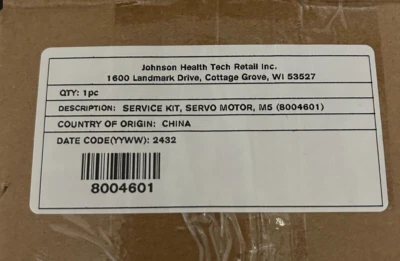 Johnson Health Tech Retail Inc.
1600 Landmark Drive, Cottage Grove, WI 53527
QTY: 1pc
DESCRIPTION: SERVICE KIT, SERVO MOTOR, M5 (8004601)
COUNTRY OF ORIGIN: CHINA
DATE CODE(YYWW): 2432
8004601